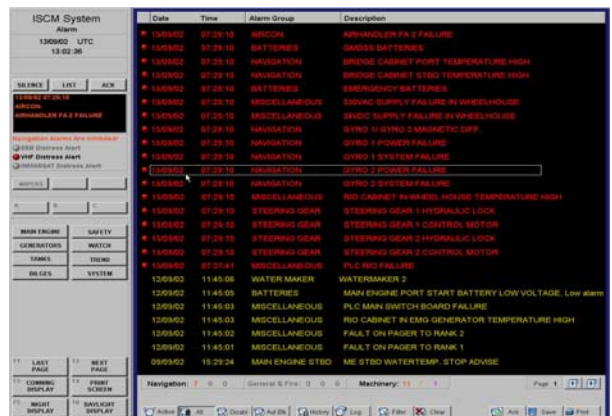 ISCM System
Alarm
13/09/02 UTC
13:02:36
SILENCE LIST ACK
13/09/02 07:29:10
AIRCON.
AIRHANDLER FA 2 FAILURE
Navigation Alarms Are Inhibited!
SSB Distress Alert
VHF Distress Alert
INMARSAT Distress Alert
WIPERS
A B C
MAIN ENGINE SAFETY
GENERATORS WATCH
TANKS TREND
BILGES SYSTEM
F1 LAST PAGE
NEXT PAGE
CONNING DISPLAY
PRINT SCREEN
NIGHT DISPLAY
DAYLIGHT DISPLAY
Date Time Alarm Group Description
13/09/02 07:29:10 AIRCON. AIRHANDLER FA 2 FAILURE
13/09/02 07:29:10 BATTERIES GMDSS BATTERIES
13/09/02 07:29:10 NAVIGATION BRIDGE CABINET PORT TEMPERATURE HIGH
13/09/02 07:29:10 NAVIGATION BRIDGE CABINET STBD TEMPERATURE HIGH
13/09/02 07:29:10 BATTERIES EMERGENCY BATTERIES
13/09/02 07:29:10 MISCELLANEOUS SUPPLY FAILURE IN WHEELHOUSE
13/09/02 07:29:10 MISCELLANEOUS 24VDC SUPPLY FAILURE IN WHEELHOUSE
13/09/02 07:29:10 NAVIGATION GYRO 1/ GYRO 2 MAGNETIC DIFF.
13/09/02 07:29:10 NAVIGATION GYRO 1 POWER FAILURE
13/09/02 07:29:10 NAVIGATION GYRO 1 SYSTEM FAILURE
13/09/02 07:29:10 NAVIGATION GYRO 2 POWER FAILURE
13/09/02 07:29:10 NAVIGATION GYRO 2 SYSTEM FAILURE
13/09/02 07:29:10 MISCELLANEOUS RIO CABINET IN WHEEL HOUSE TEMPERATURE HIGH
13/09/02 07:29:10 STEERING GEAR STEERING GEAR 1 HYDRAULIC LOCK
13/09/02 07:29:10 STEERING GEAR STEERING GEAR 1 CONTROL MOTOR
13/09/02 07:29:10 STEERING GEAR STEERING GEAR 2 HYDRAULIC LOCK
13/09/02 07:29:10 STEERING GEAR STEERING GEAR 2 CONTROL MOTOR
13/09/02 07:27:41 MISCELLANEOUS PLC RIO FAILURE
12/09/02 11:45:06 WATER MAKER WATERMAKER 2
12/09/02 11:45:05 BATTERIES MAIN ENGINE PORT START BATTERY LOW VOLTAGE, Low alarm
12/09/02 11:45:03 MISCELLANEOUS PLC MAIN SWITCH BOARD FAILURE
12/09/02 11:45:03 MISCELLANEOUS RIO CABINET IN EMG GENERATOR TEMPERATURE HIGH
12/09/02 11:45:02 MISCELLANEOUS FAULT ON PAGER TO RANK 2
12/09/02 11:45:01 MISCELLANEOUS FAULT ON PAGER TO RANK 1
09/09/02 15:29:24 MAIN ENGINE STBD ME STBD WATERTEMP. STOP ADVISE
Navigation: 7 0 0 General & Fire: 0 0 0 Machinery: 11 Page 1
Active All Disabl Aut Blk History Log Filter Clear Ack Save Print